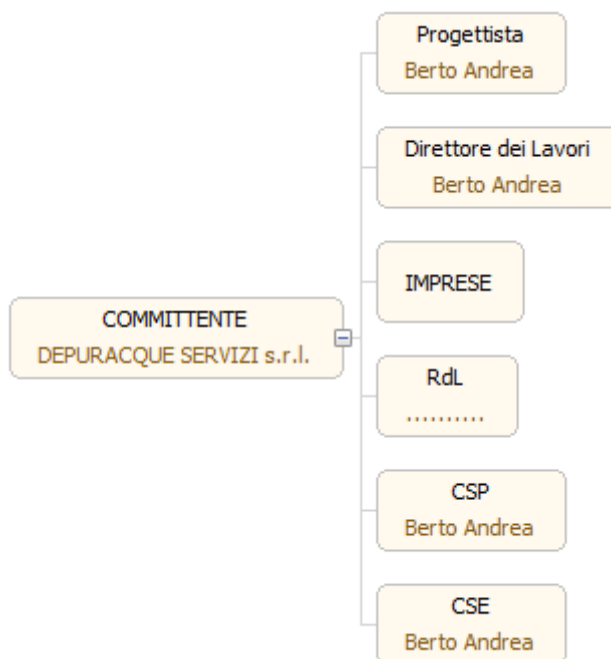 Progettista
Berto Andrea
Direttore dei Lavori
Berto Andrea
IMPRESE
COMMITTENTE
DEPURACQUE SERVIZI s.r.l.
RdL
..........
CSP
Berto Andrea
CSE
Berto Andrea